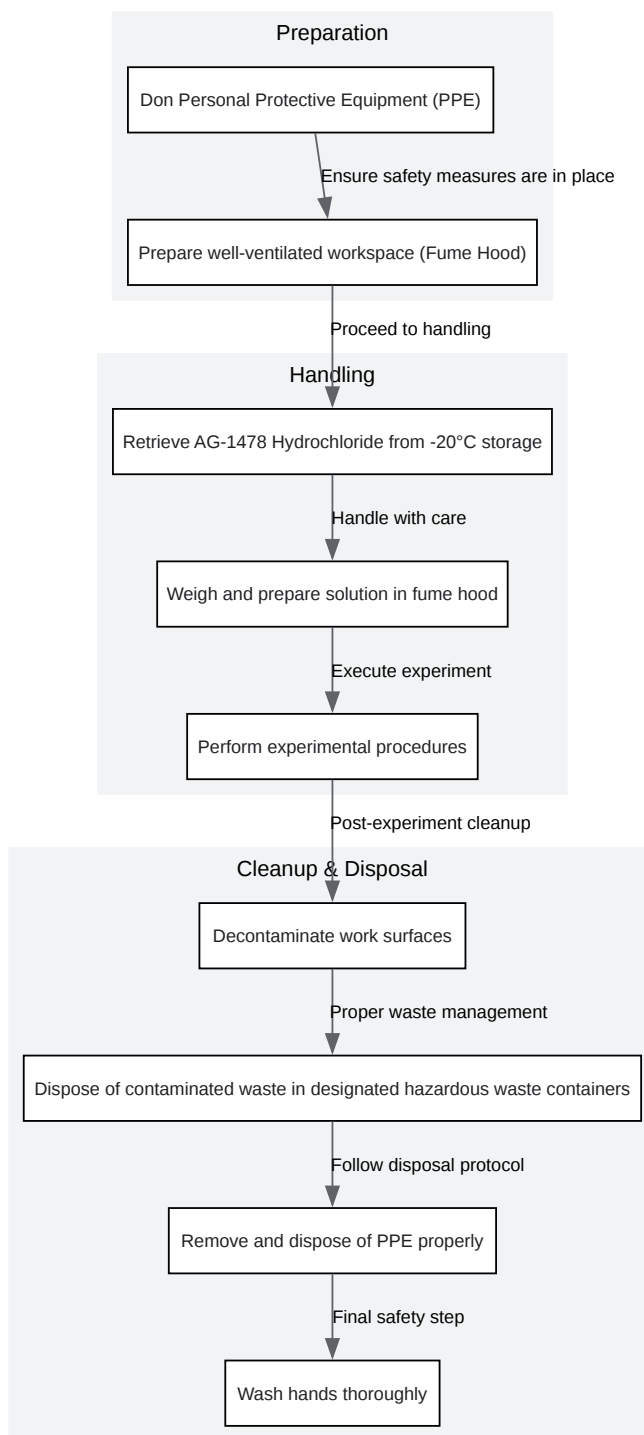 Preparation
Don Personal Protective Equipment (PPE)
Ensure safety measures are in place
Prepare well-ventilated workspace (Fume Hood)
Proceed to handling
Handling
Retrieve AG-1478 Hydrochloride from -20°C storage
Handle with care
Weigh and prepare solution in fume hood
Execute experiment
Perform experimental procedures
Post-experiment cleanup
Cleanup & Disposal
Decontaminate work surfaces
Proper waste management
Dispose of contaminated waste in designated hazardous waste containers
Follow disposal protocol
Remove and dispose of PPE properly
Final safety step
Wash hands thoroughly